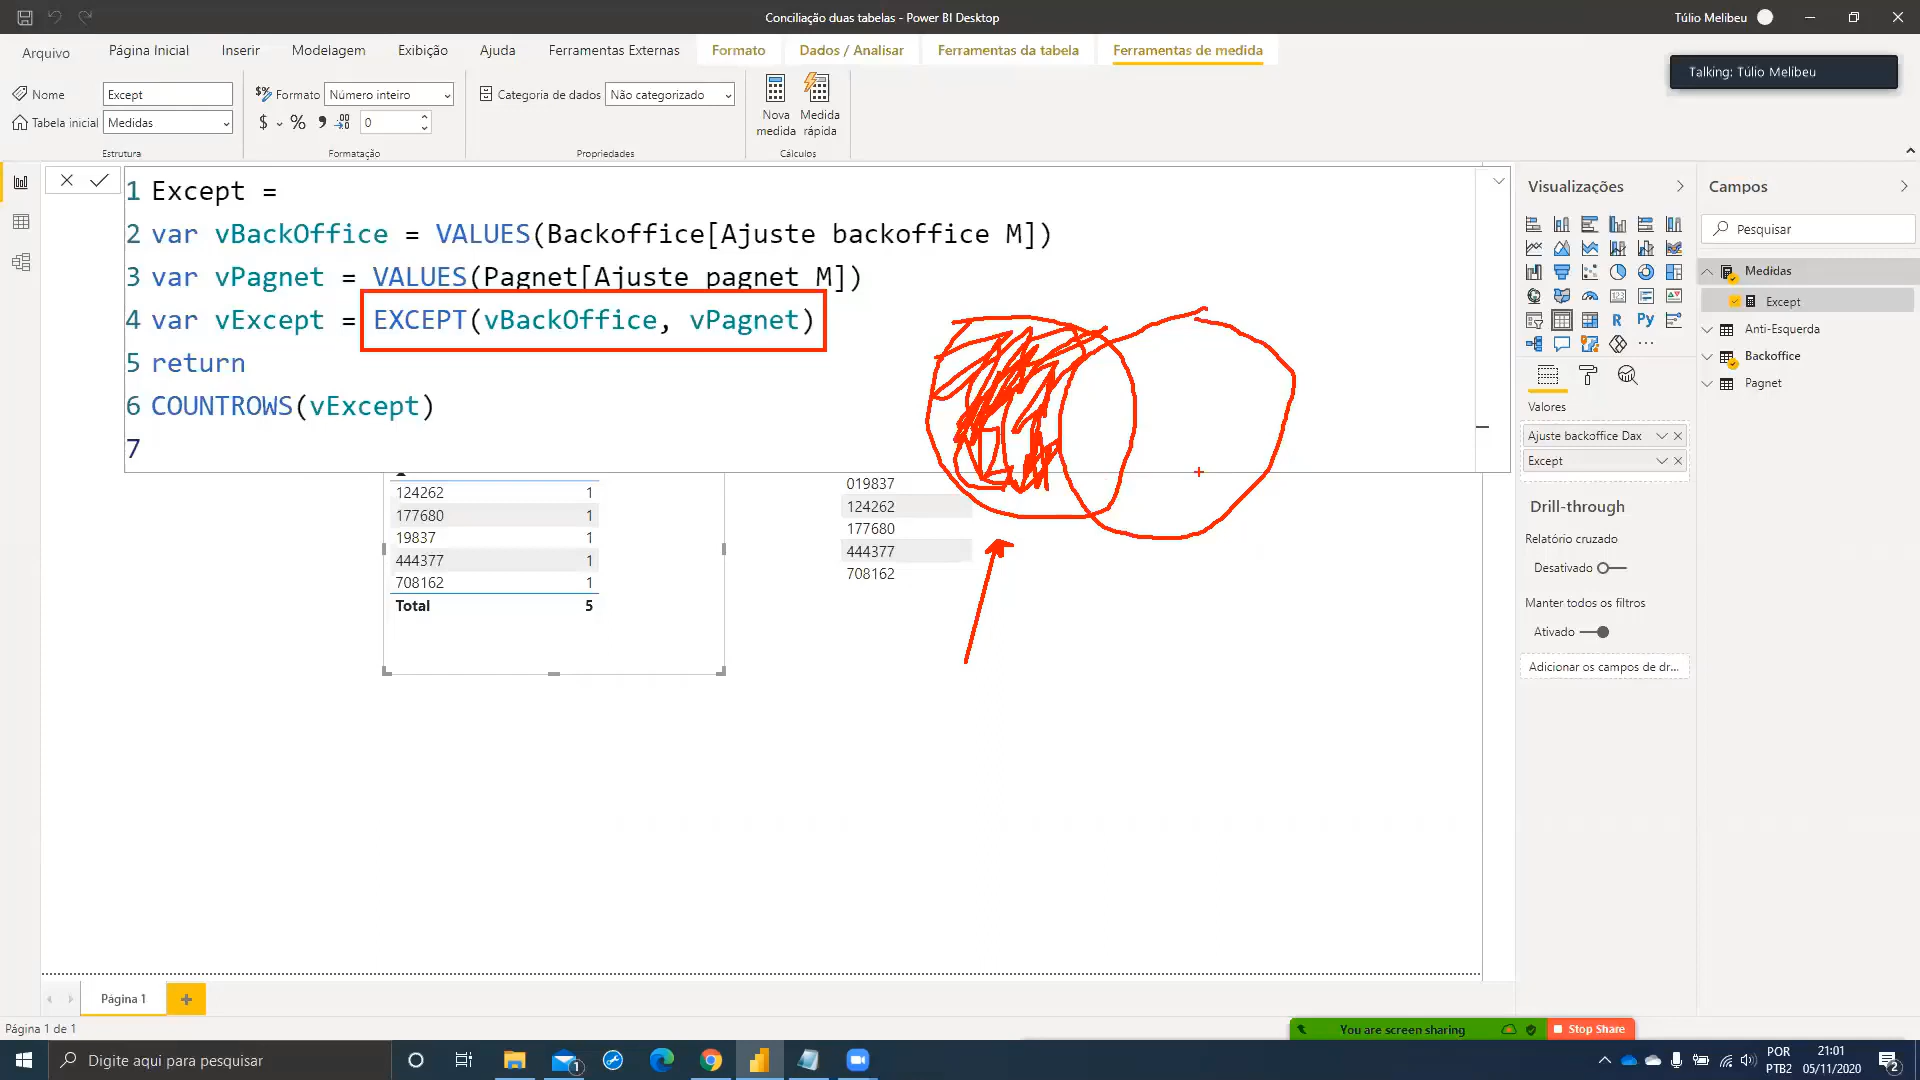 Conciliação duas tabelas - Power BI Desktop
Túlio Melibeu
Arquivo
Página Inicial
Inserir
Modelagem
Exibição
Ajuda
Ferramentas Externas
Formato
Dados / Analisar
Ferramentas da tabela
Ferramentas de medida
Talking: Túlio Melibeu
Nome
Except
Tabela inicial
Medidas
Estrutura
Formato
Número inteiro
$
%
0
Formatação
Categoria de dados
Não categorizado
Propriedades
Nova medida
Medida rápida
Cálculos
1 Except =
2 var vBackOffice = VALUES(Backoffice[Ajuste backoffice M])
3 var vPagnet = VALUES(Pagnet[Ajuste pagnet M])
4 var vExcept = EXCEPT(vBackOffice, vPagnet)
5 return
6 COUNTROWS(vExcept)
7
124262 1
177680 1
19837 1
444377 1
708162 1
Total 5
019837
124262
177680
444377
708162
Visualizações
R
Py
Valores
Ajuste backoffice Dax
Except
Drill-through
Relatório cruzado
Desativado
Manter todos os filtros
Ativado
Adicionar os campos de dr...
Campos
Pesquisar
Medidas
Except
Anti-Esquerda
Backoffice
Pagnet
Página 1
Página 1 de 1
You are screen sharing
Stop Share
Digite aqui para pesquisar
1
POR
PTB2
21:01
05/11/2020
2